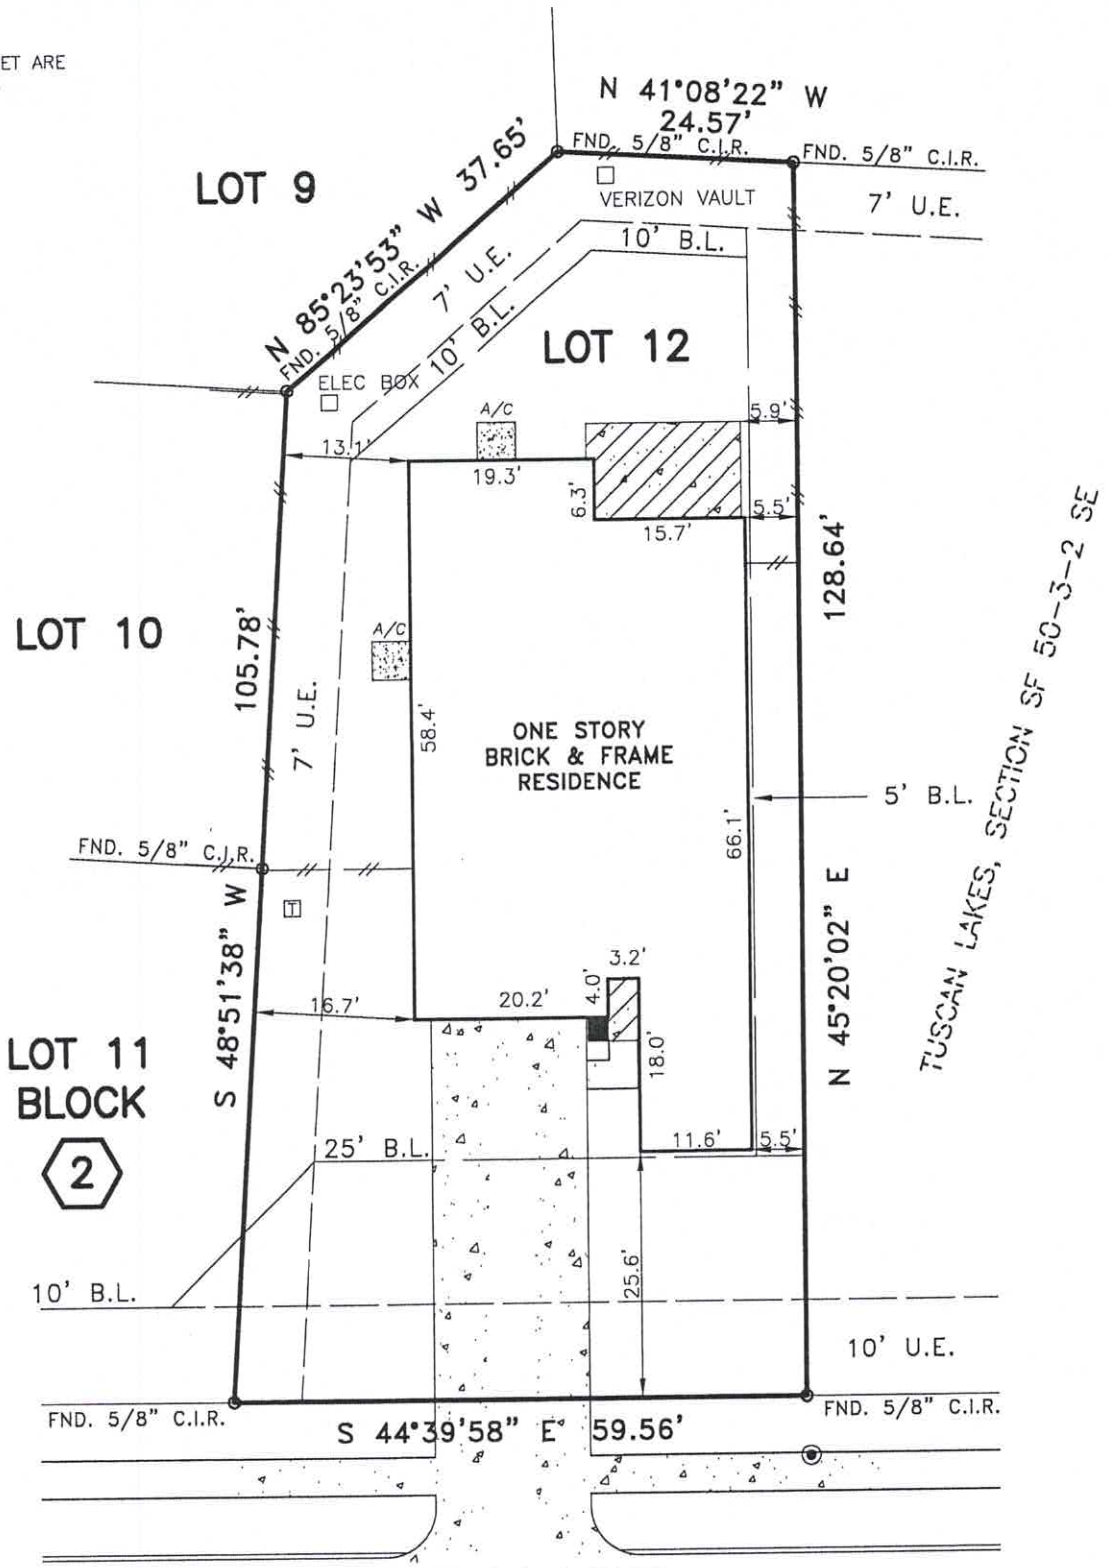 ET ARE
N 41°08'22" W
24.57'
FND. 5/8" C.I.R.
FND. 5/8" C.I.R.
LOT 9
N 85°23'53" W 37.65'
FND. 5/8" C.I.R.
VERIZON VAULT
7' U.E.
7' U.E.
10' B.L.
10' B.L.
LOT 12
ELEC BOX
A/C
5.9'
13.1'
19.3'
6.3'
15.7'
5.5'
128.64'
LOT 10
105.78'
A/C
7' U.E.
58.4'
ONE STORY
BRICK & FRAME
RESIDENCE
66.1'
5' B.L.
TUSCAN LAKES, SECTION SF 50-3-2 SE
FND. 5/8" C.I.R.
T
S 48°51'38" W
N 45°20'02" E
3.2'
4.0'
20.2'
16.7'
18.0'
LOT 11
BLOCK
2
25' B.L.
11.6'
5.5'
25.6'
10' B.L.
10' U.E.
FND. 5/8" C.I.R.
FND. 5/8" C.I.R.
S 44°39'58" E 59.56'